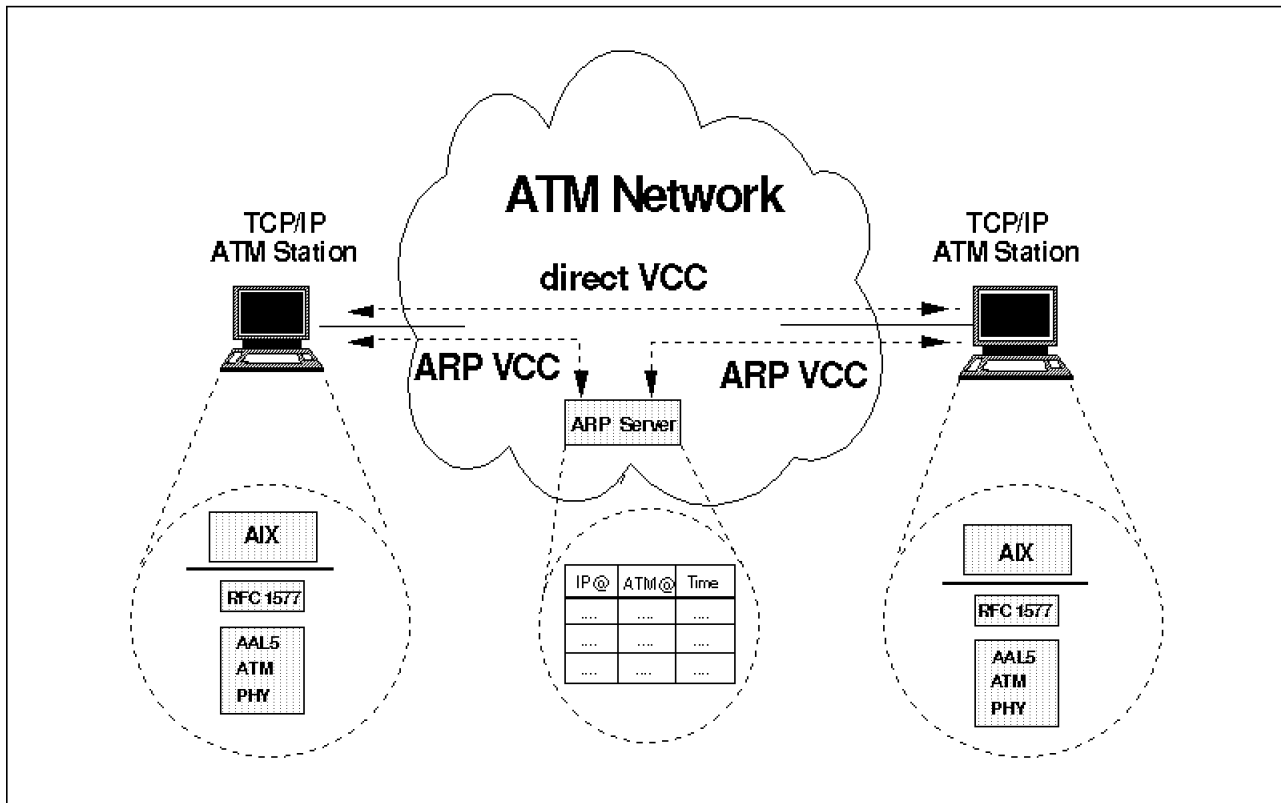 ATM Network
TCP/IP
ATM Station
TCP/IP
ATM Station
direct VCC
ARP VCC
ARP VCC
ARP Server
AIX
RFC 1577
AAL5
ATM
PHY
IP@ ATM@ Time
.... .... ....
.... .... ....
.... .... ....
AIX
RFC 1577
AAL5
ATM
PHY